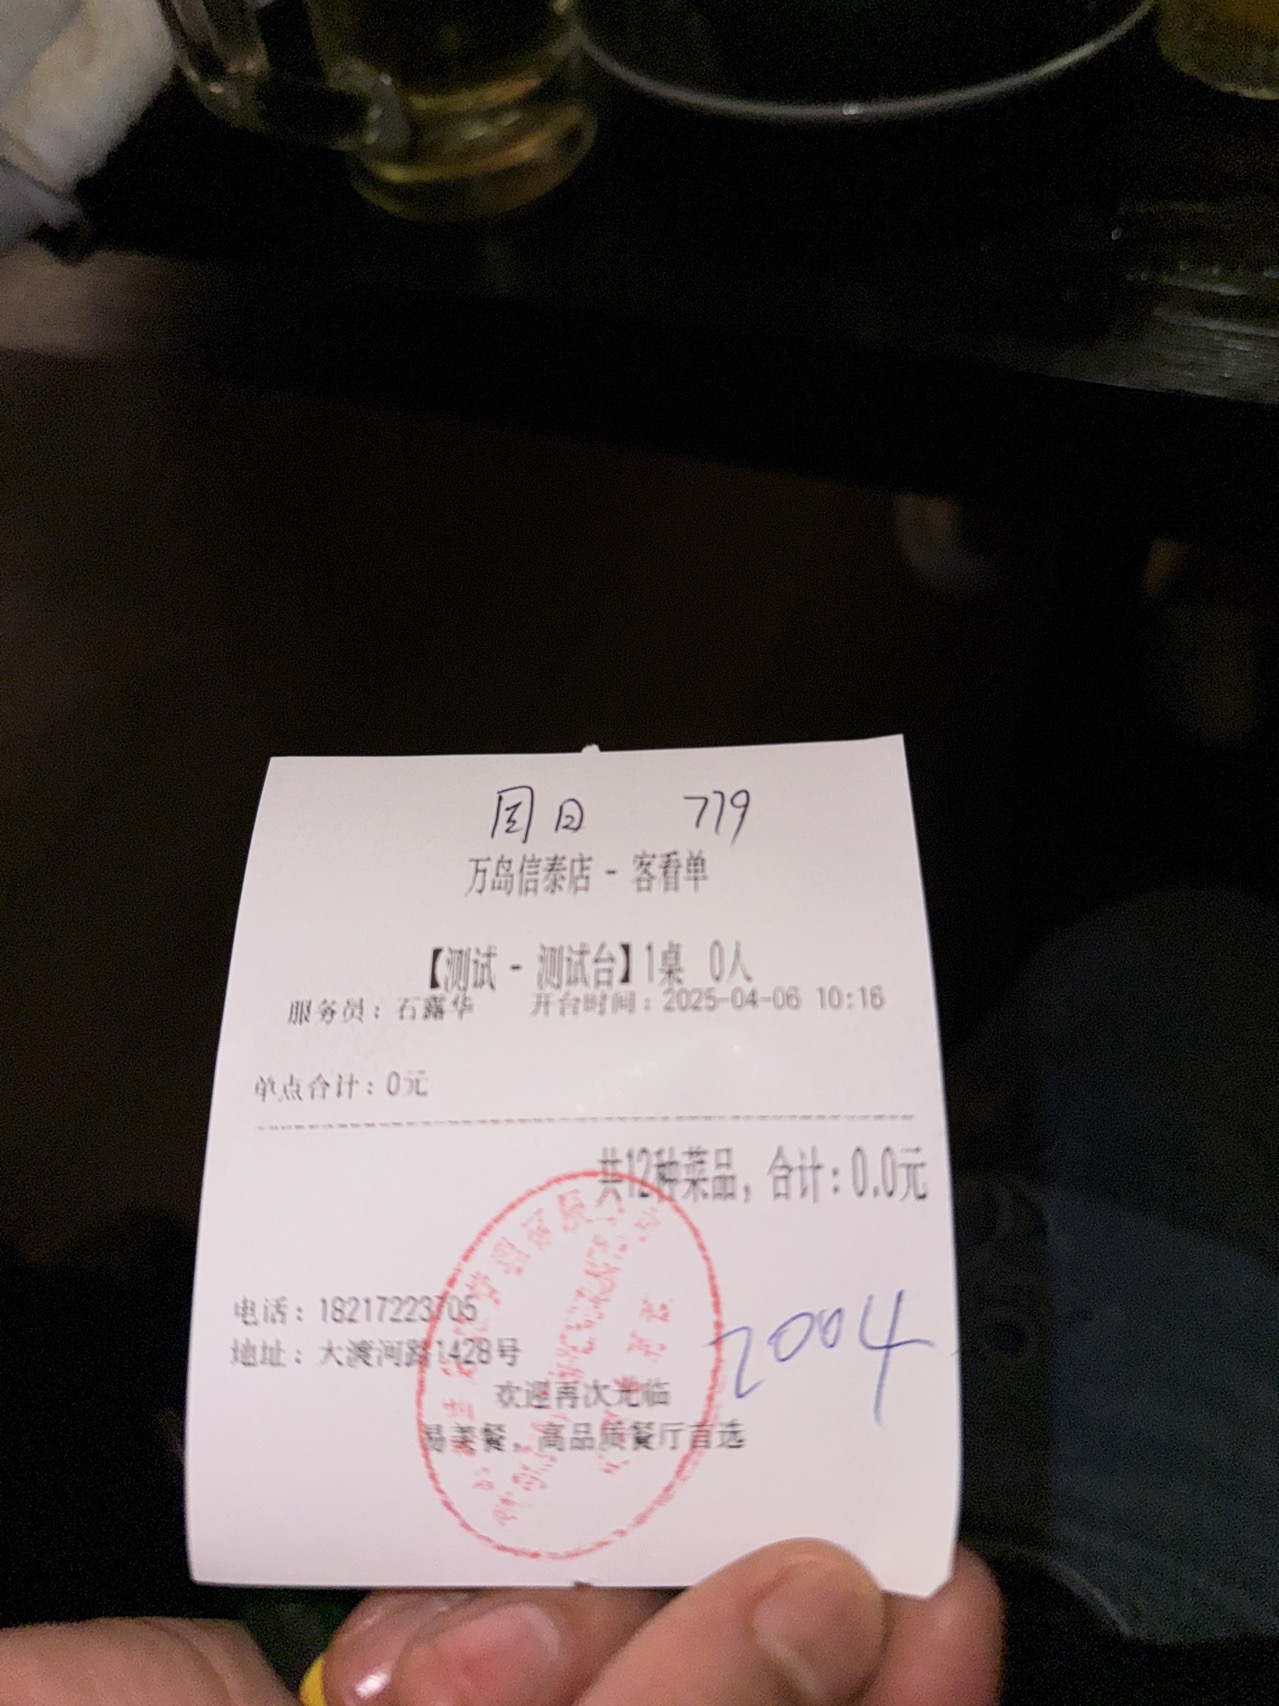 周日 779
万岛信泰店 - 客看单
【测试 - 测试台】1桌 0人
服务员：石露华 开台时间：2025-04-06 10:16
单点合计：0元
共12种菜品，合计：0.0元
电话：18217223705
地址：大渡河路1428号
2004
欢迎再次光临
易美餐，高品质餐厅首选